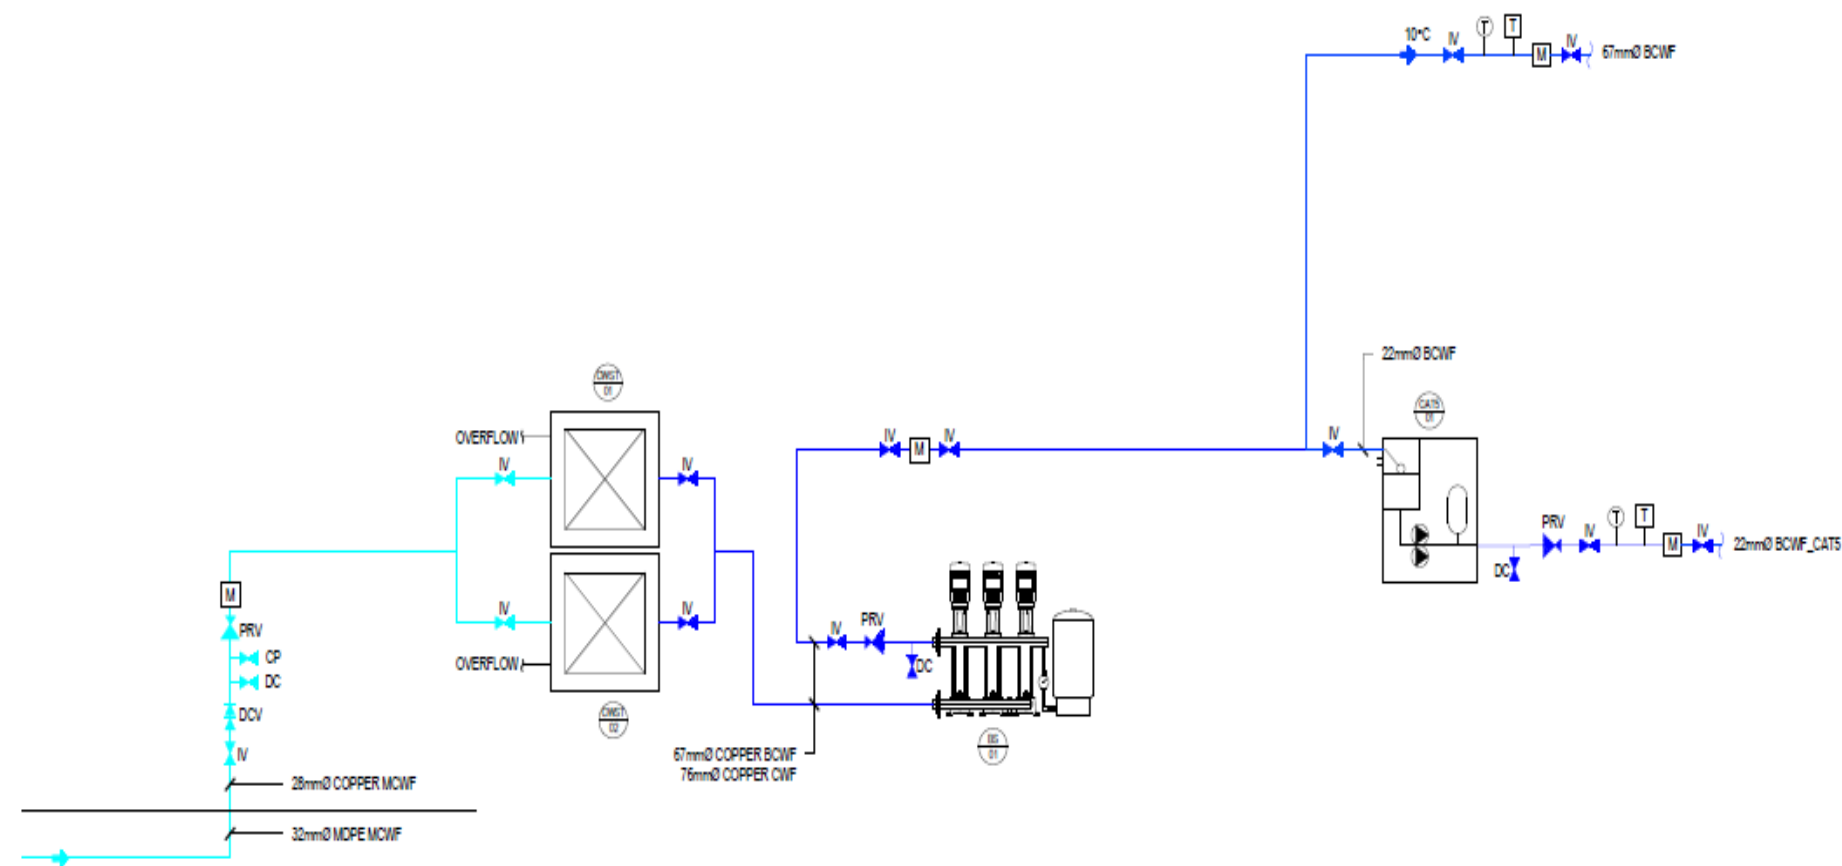 10°C
IV
T
T
M
IV
67mmØ BCWF
22mmØ BCWF
CWST
01
CAT5
01
OVERFLOW
IV
IV
IV
M
IV
IV
PRV
IV
T
T
M
IV
22mmØ BCWF_CAT5
DC
M
PRV
CP
DC
DCV
IV
IV
IV
OVERFLOW
IV
PRV
DC
CWST
02
BS
01
67mmØ COPPER BCWF
76mmØ COPPER CWF
28mmØ COPPER MCWF
32mmØ MDPE MCWF